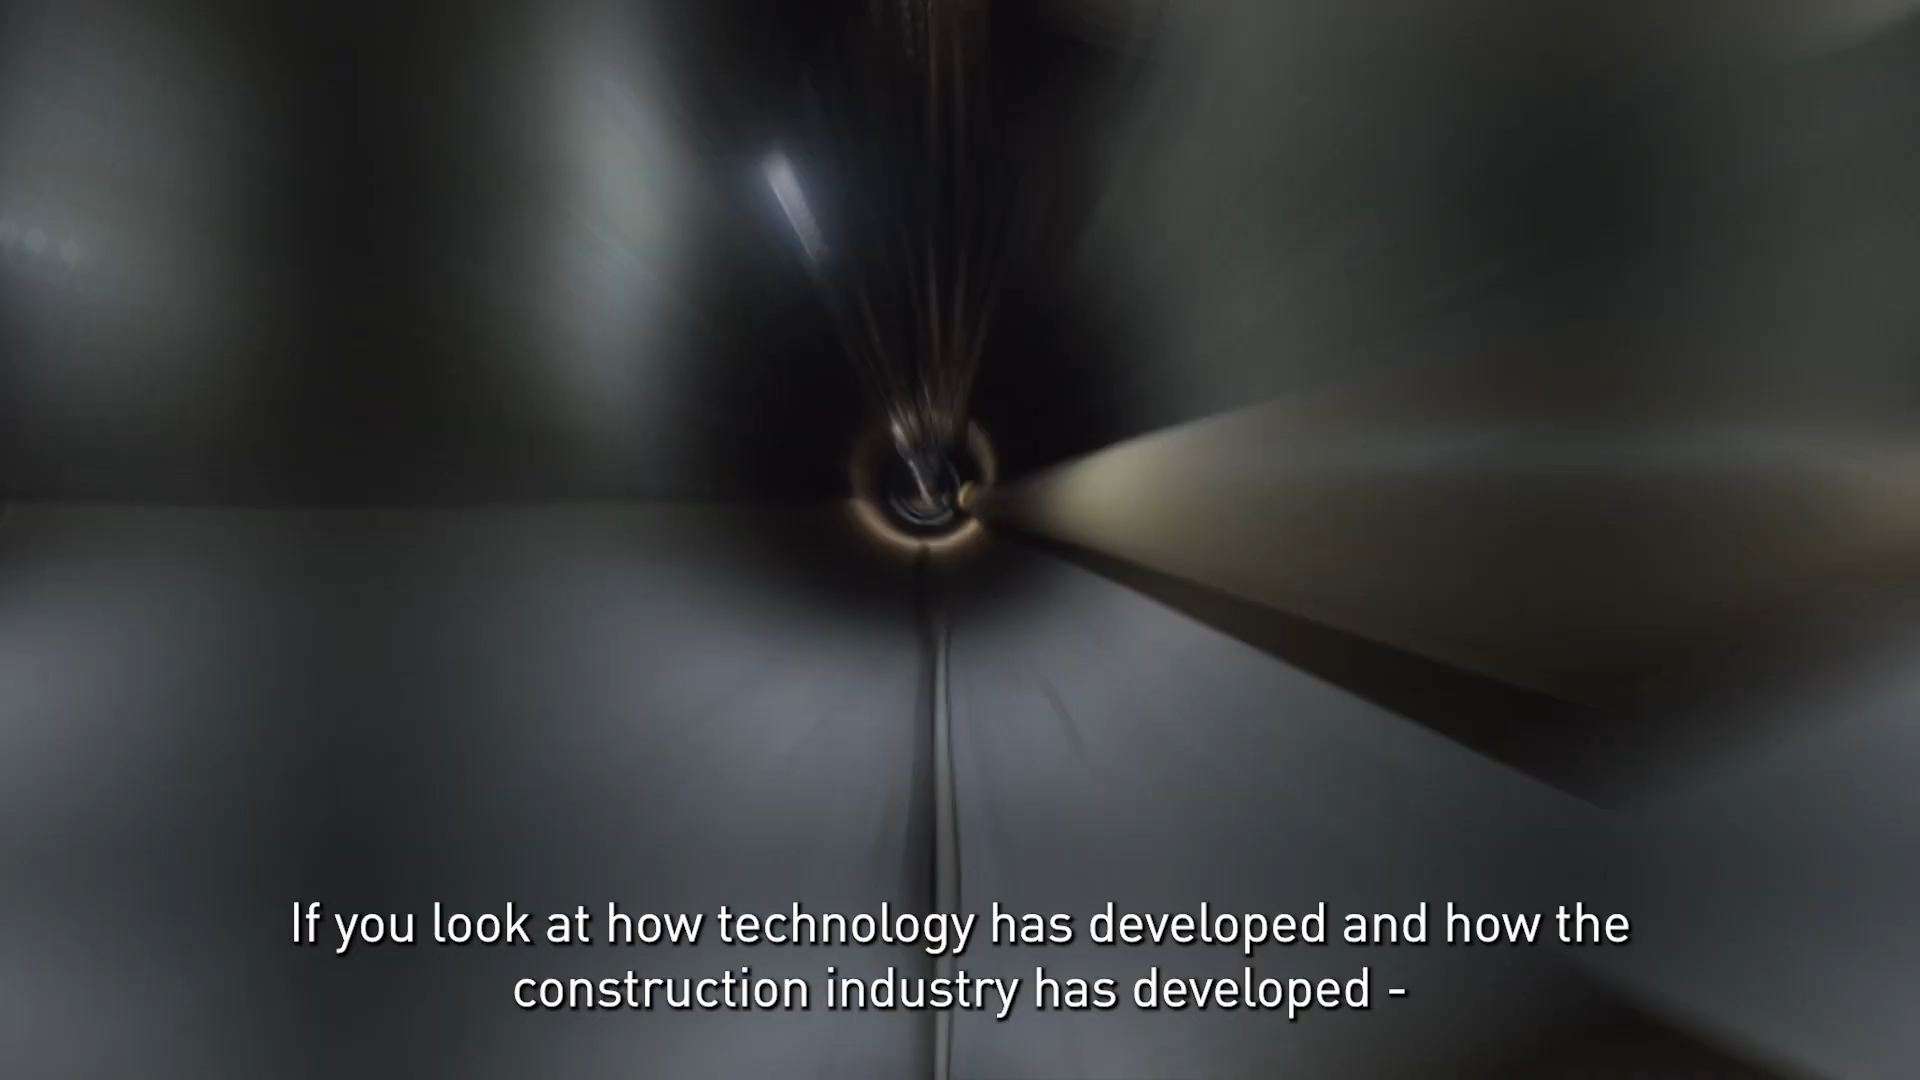 If you look at how technology has developed and how the
construction industry has developed -